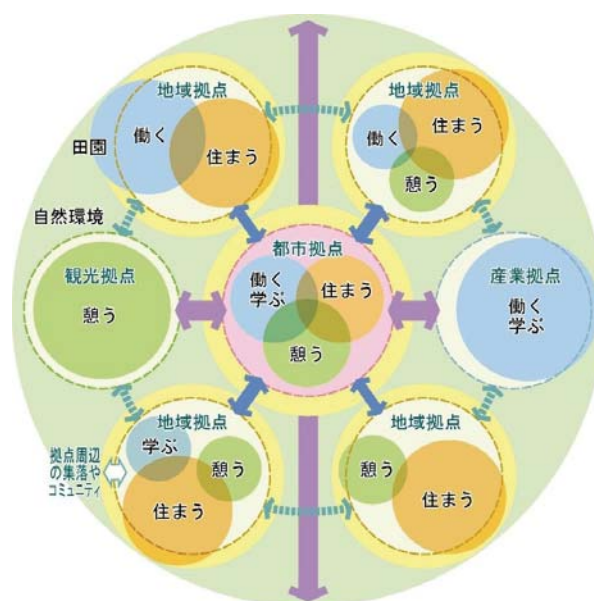 地域拠点
働く
住まう
田園
地域拠点
働く
住まう
憩う
自然環境
観光拠点
憩う
都市拠点
働く
学ぶ
住まう
憩う
産業拠点
働く
学ぶ
地域拠点
学ぶ
憩う
住まう
拠点周辺
の集落や
コミュニティ
地域拠点
憩う
住まう